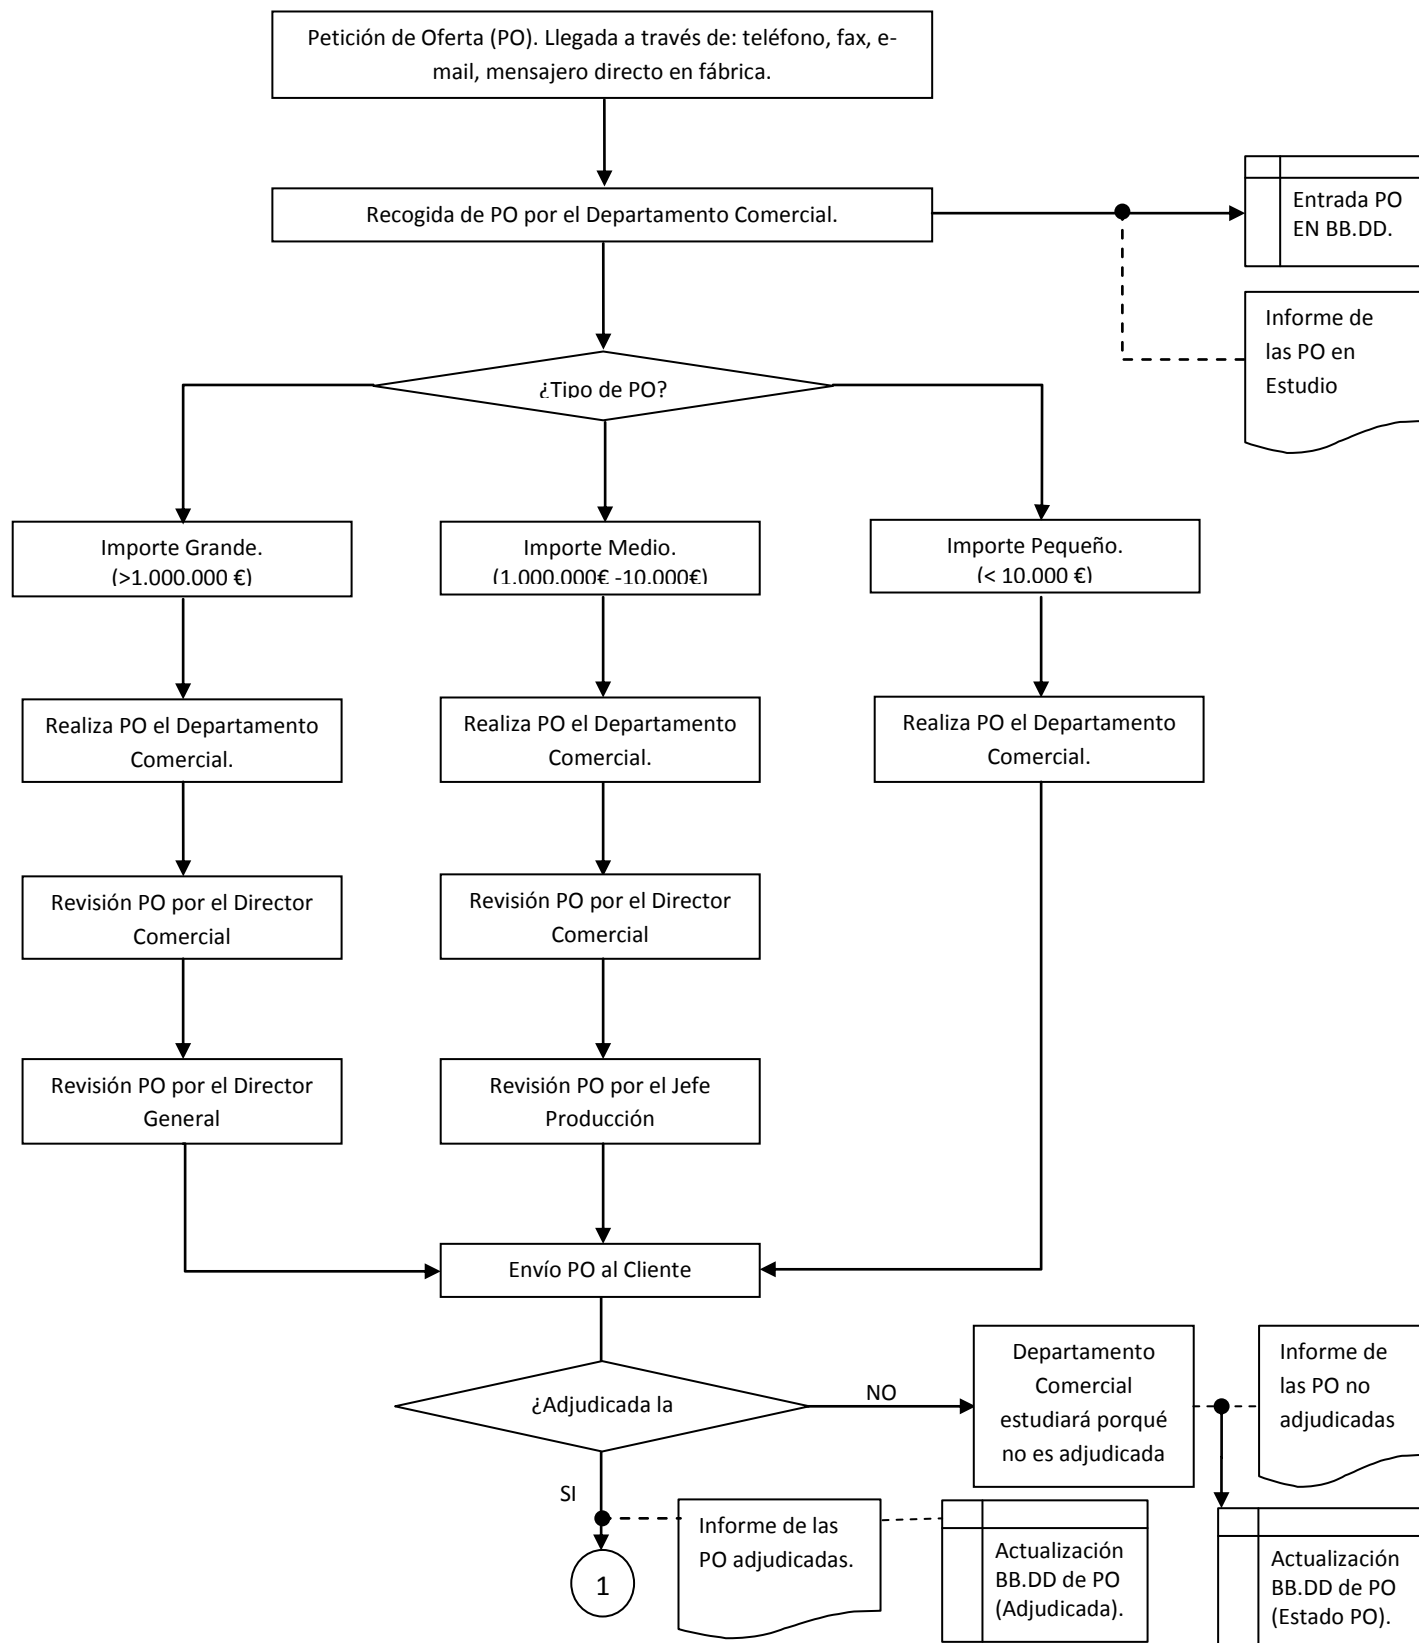 Petición de Oferta (PO). Llegada a través de: teléfono, fax, e-
mail, mensajero directo en fábrica.
Recogida de PO por el Departamento Comercial.
Entrada PO
EN BB.DD.
Informe de
las PO en
Estudio
¿Tipo de PO?
Importe Grande.
(>1.000.000 €)
Importe Medio.
(1.000.000€ -10.000€)
Importe Pequeño.
(< 10.000 €)
Realiza PO el Departamento
Comercial.
Realiza PO el Departamento
Comercial.
Realiza PO el Departamento
Comercial.
Revisión PO por el Director
Comercial
Revisión PO por el Director
Comercial
Revisión PO por el Director
General
Revisión PO por el Jefe
Producción
Envío PO al Cliente
¿Adjudicada la
NO
Departamento
Comercial
estudiará porqué
no es adjudicada
Informe de
las PO no
adjudicadas
SI
1
Informe de las
PO adjudicadas.
Actualización
BB.DD de PO
(Adjudicada).
Actualización
BB.DD de PO
(Estado PO).